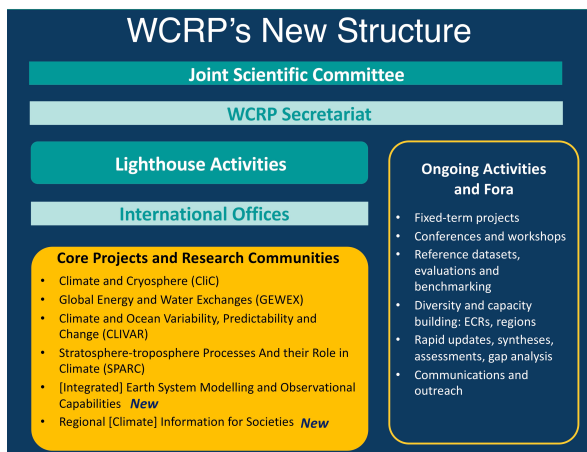 WCRP's New Structure
Joint Scientific Committee
WCRP Secretariat
Lighthouse Activities
International Offices
Core Projects and Research Communities
• Climate and Cryosphere (CliC)
• Global Energy and Water Exchanges (GEWEX)
• Climate and Ocean Variability, Predictability and
Change (CLIVAR)
• Stratosphere-troposphere Processes And their Role in
Climate (SPARC)
• [Integrated] Earth System Modelling and Observational
Capabilities New
• Regional [Climate] Information for Societies New
Ongoing Activities
and Fora
• Fixed-term projects
• Conferences and workshops
• Reference datasets,
evaluations and
benchmarking
• Diversity and capacity
building: ECRs, regions
• Rapid updates, syntheses,
assessments, gap analysis
• Communications and
outreach